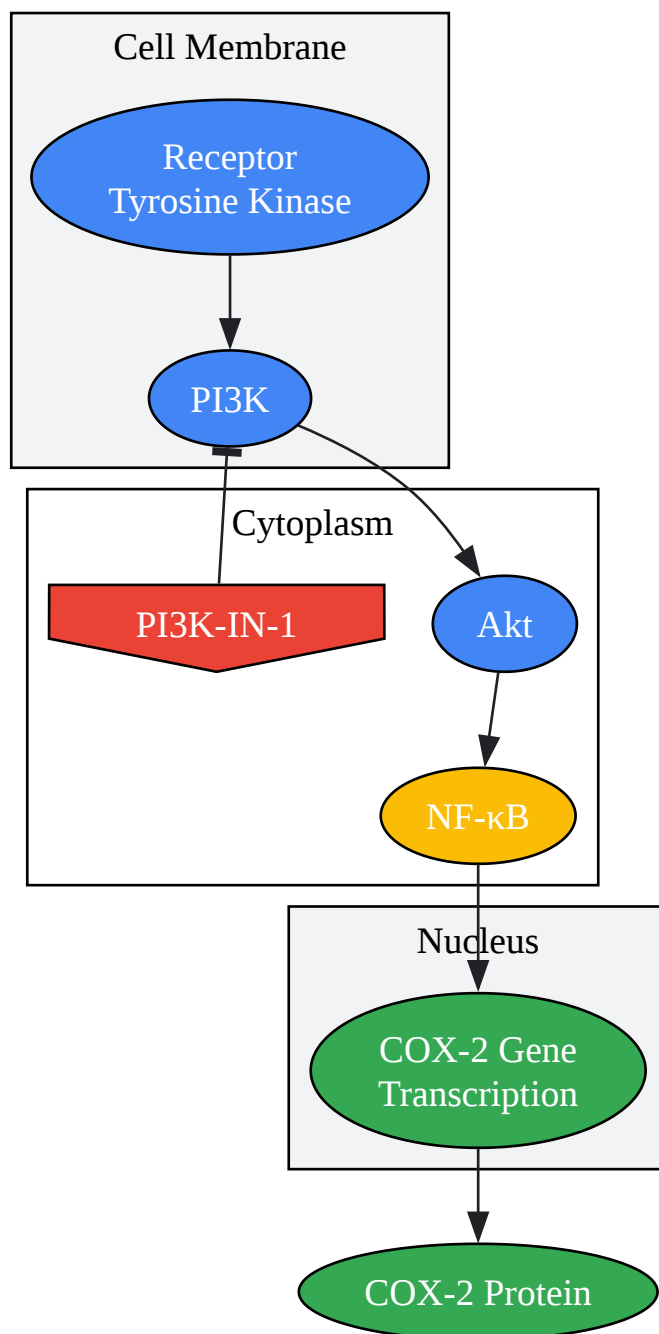 Cell Membrane
Receptor
Tyrosine Kinase
PI3K
Cytoplasm
PI3K-IN-1
Akt
NF-κB
Nucleus
COX-2 Gene
Transcription
COX-2 Protein